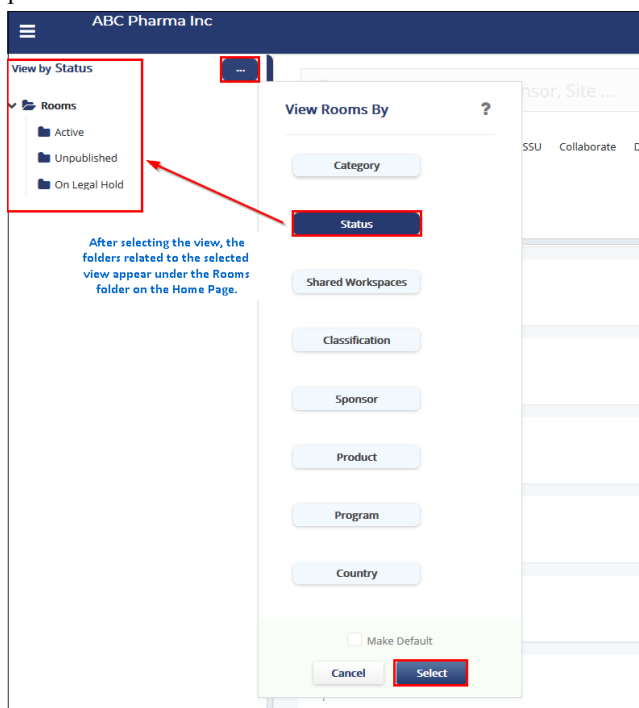 ABC Pharma Inc
View by Status
...
Rooms
Active
Unpublished
On Legal Hold
After selecting the view, the
folders related to the selected
view appear under the Rooms
folder on the Home Page.
View Rooms By
?
Category
Status
Shared Workspaces
Classification
Sponsor
Product
Program
Country
Make Default
Cancel
Select
, Site ...
SSU
Collaborate